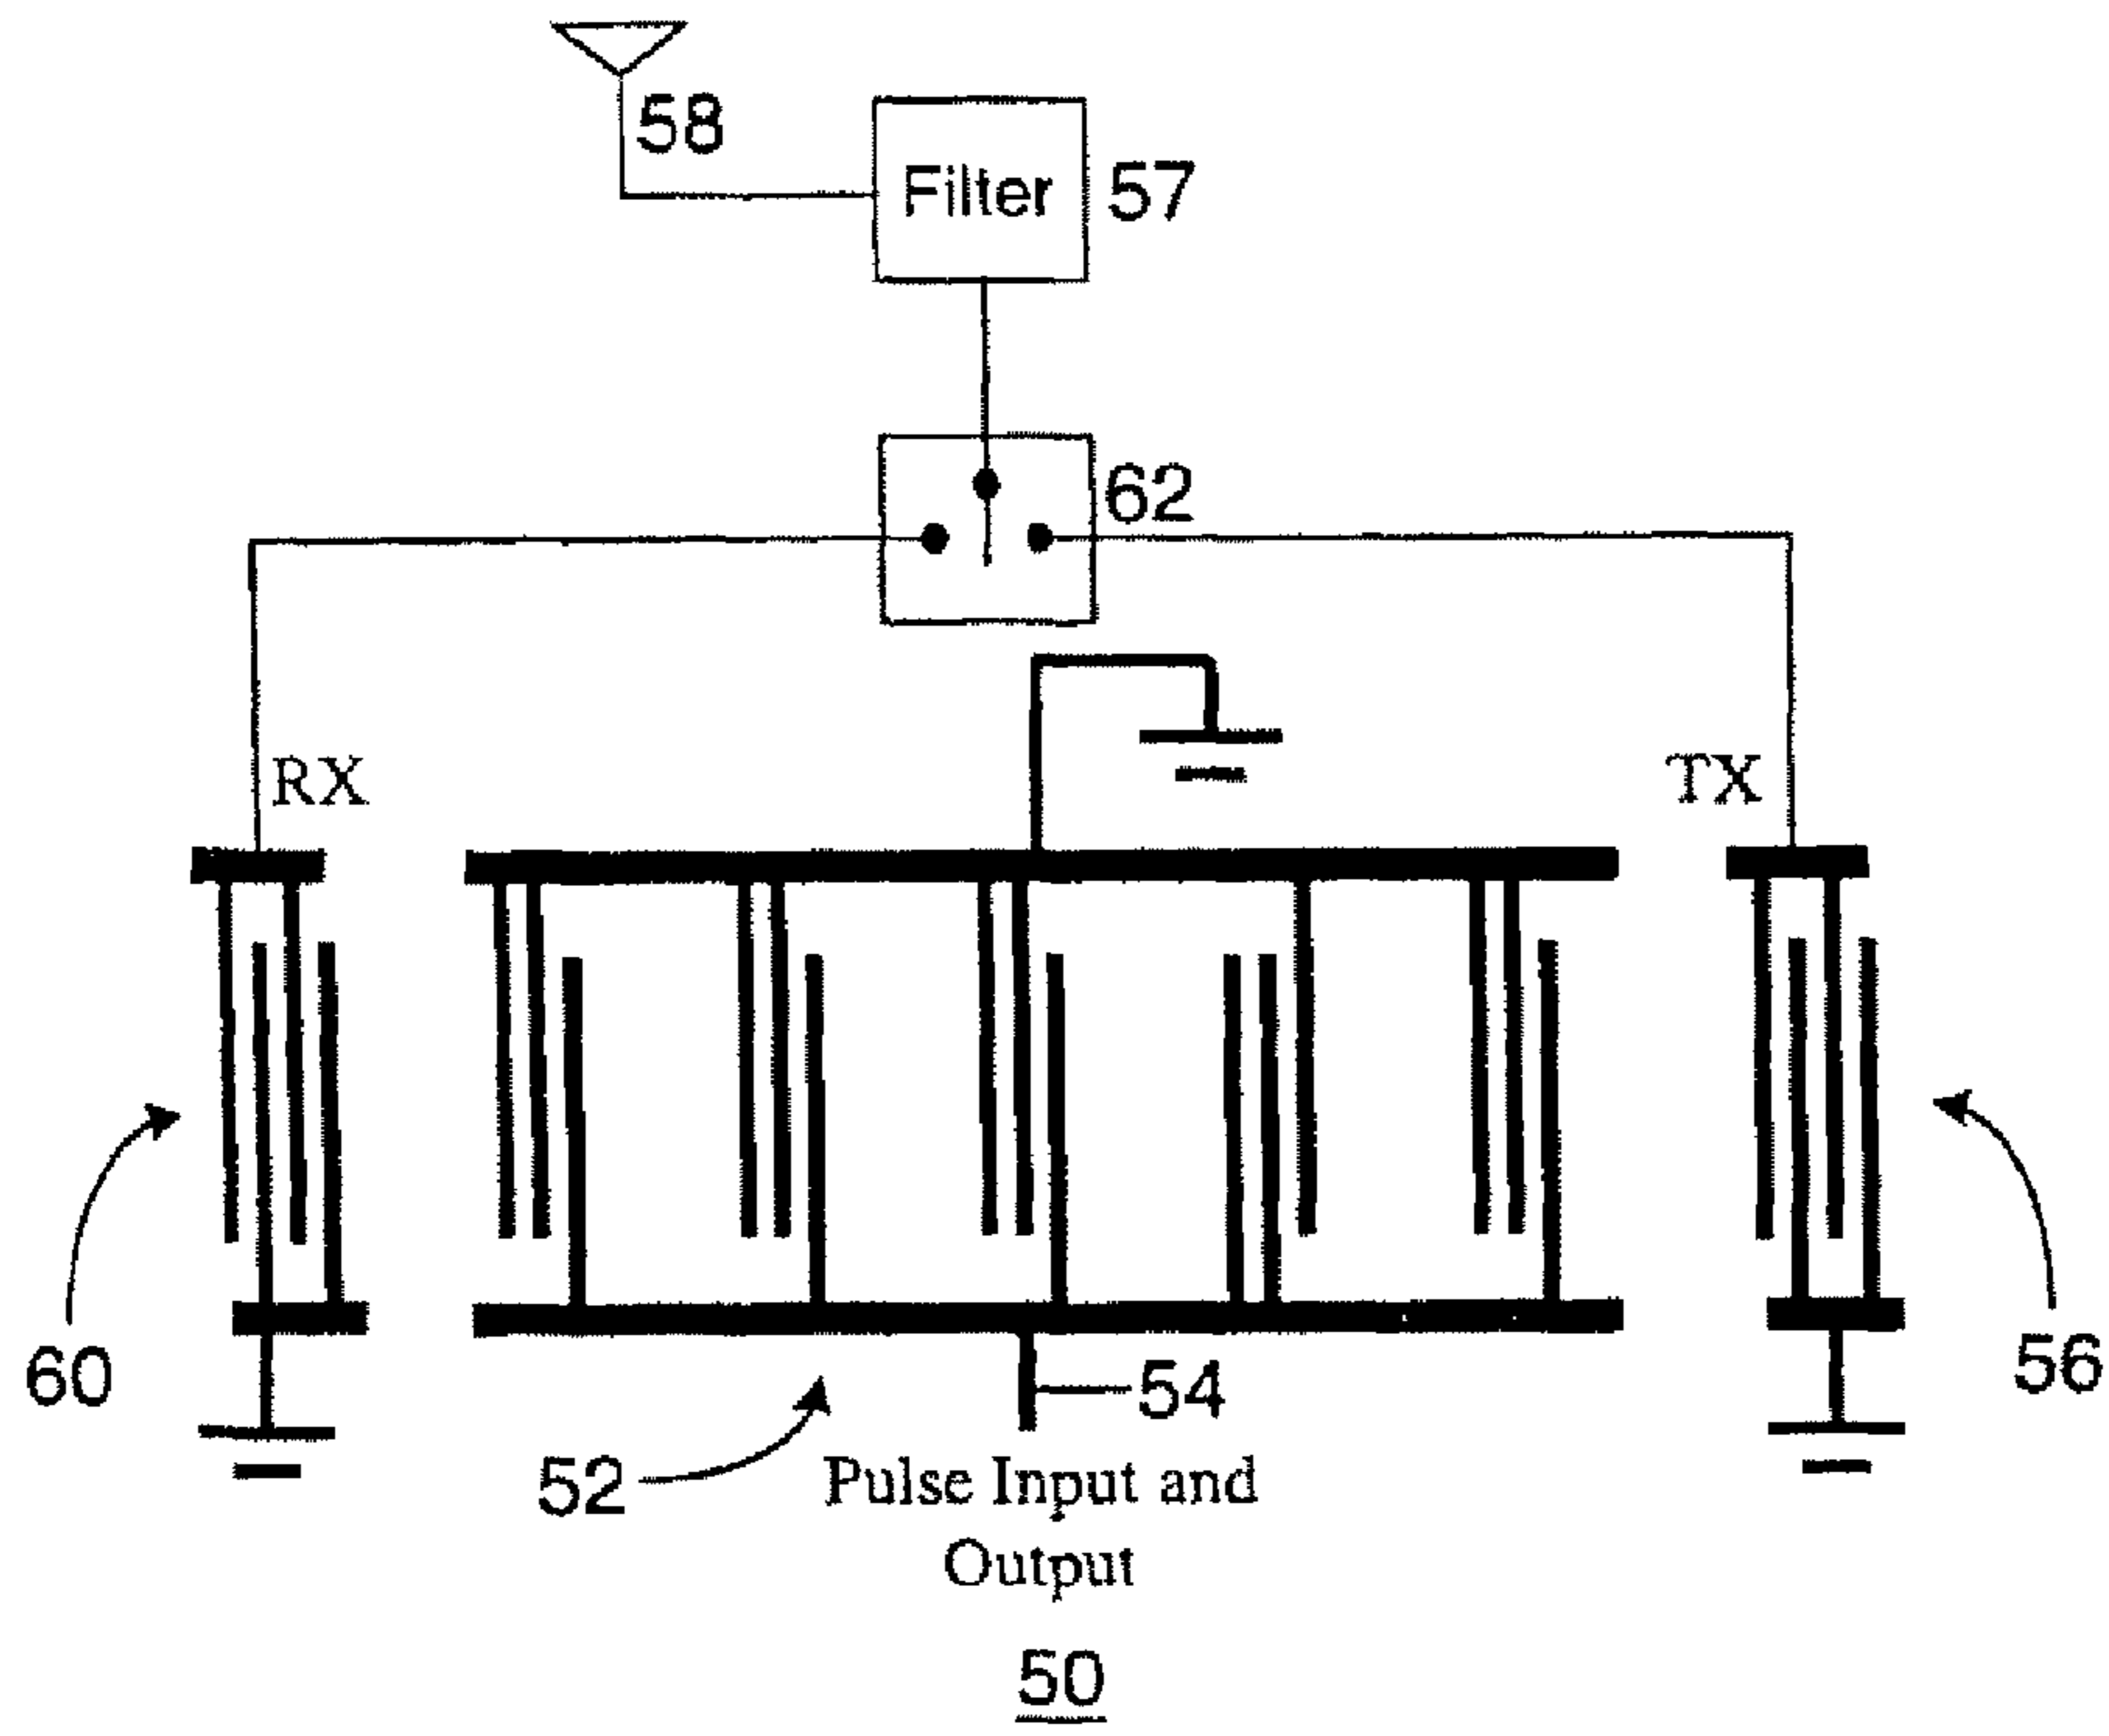 58
Filter
57
62
RX
TX
60
54
56
52
Pulse Input and
Output
50